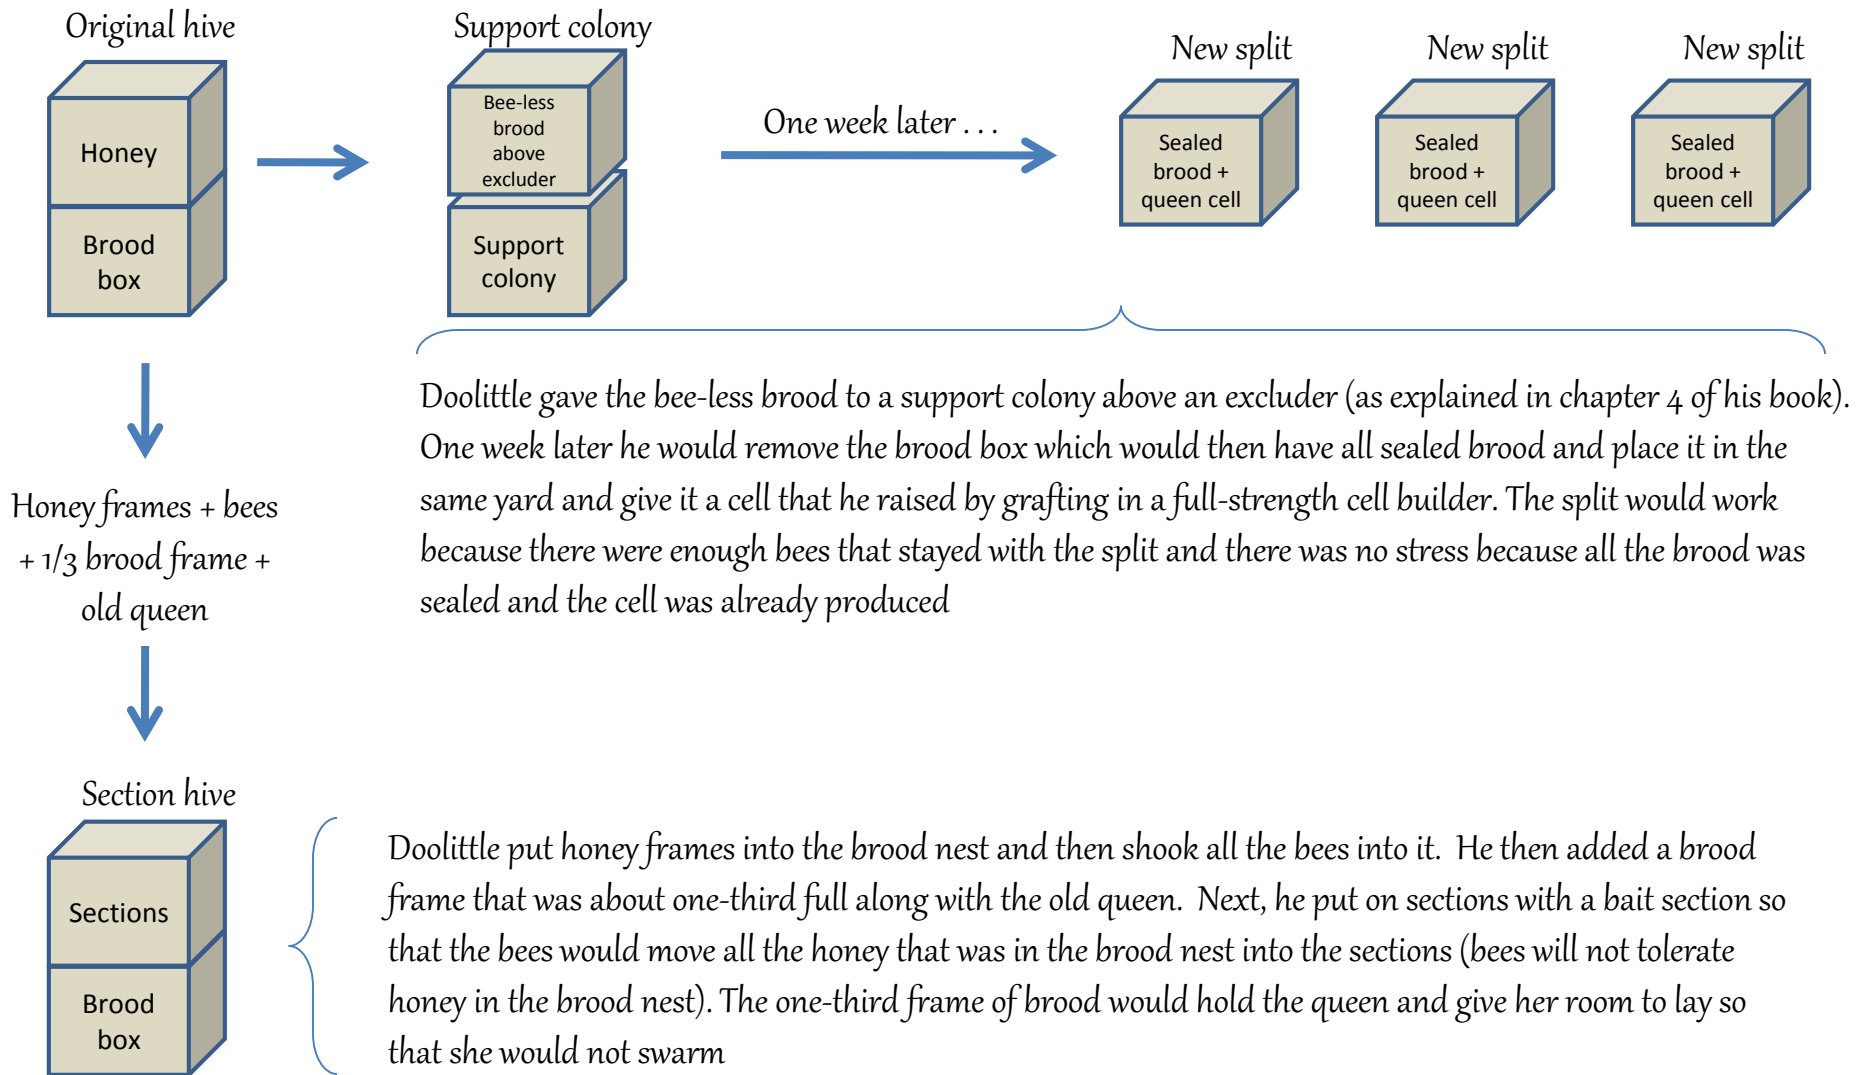 Original hive
Honey
Brood
box
Support colony
Bee-less
brood
above
excluder
Support
colony
One week later . . .
New split
Sealed
brood +
queen cell
New split
Sealed
brood +
queen cell
New split
Sealed
brood +
queen cell
Doolittle gave the bee-less brood to a support colony above an excluder (as explained in chapter 4 of his book).
One week later he would remove the brood box which would then have all sealed brood and place it in the
same yard and give it a cell that he raised by grafting in a full-strength cell builder. The split would work
because there were enough bees that stayed with the split and there was no stress because all the brood was
sealed and the cell was already produced
Honey frames + bees
+ 1/3 brood frame +
old queen
Section hive
Sections
Brood
box
Doolittle put honey frames into the brood nest and then shook all the bees into it.  He then added a brood
frame that was about one-third full along with the old queen.  Next, he put on sections with a bait section so
that the bees would move all the honey that was in the brood nest into the sections (bees will not tolerate
honey in the brood nest). The one-third frame of brood would hold the queen and give her room to lay so
that she would not swarm